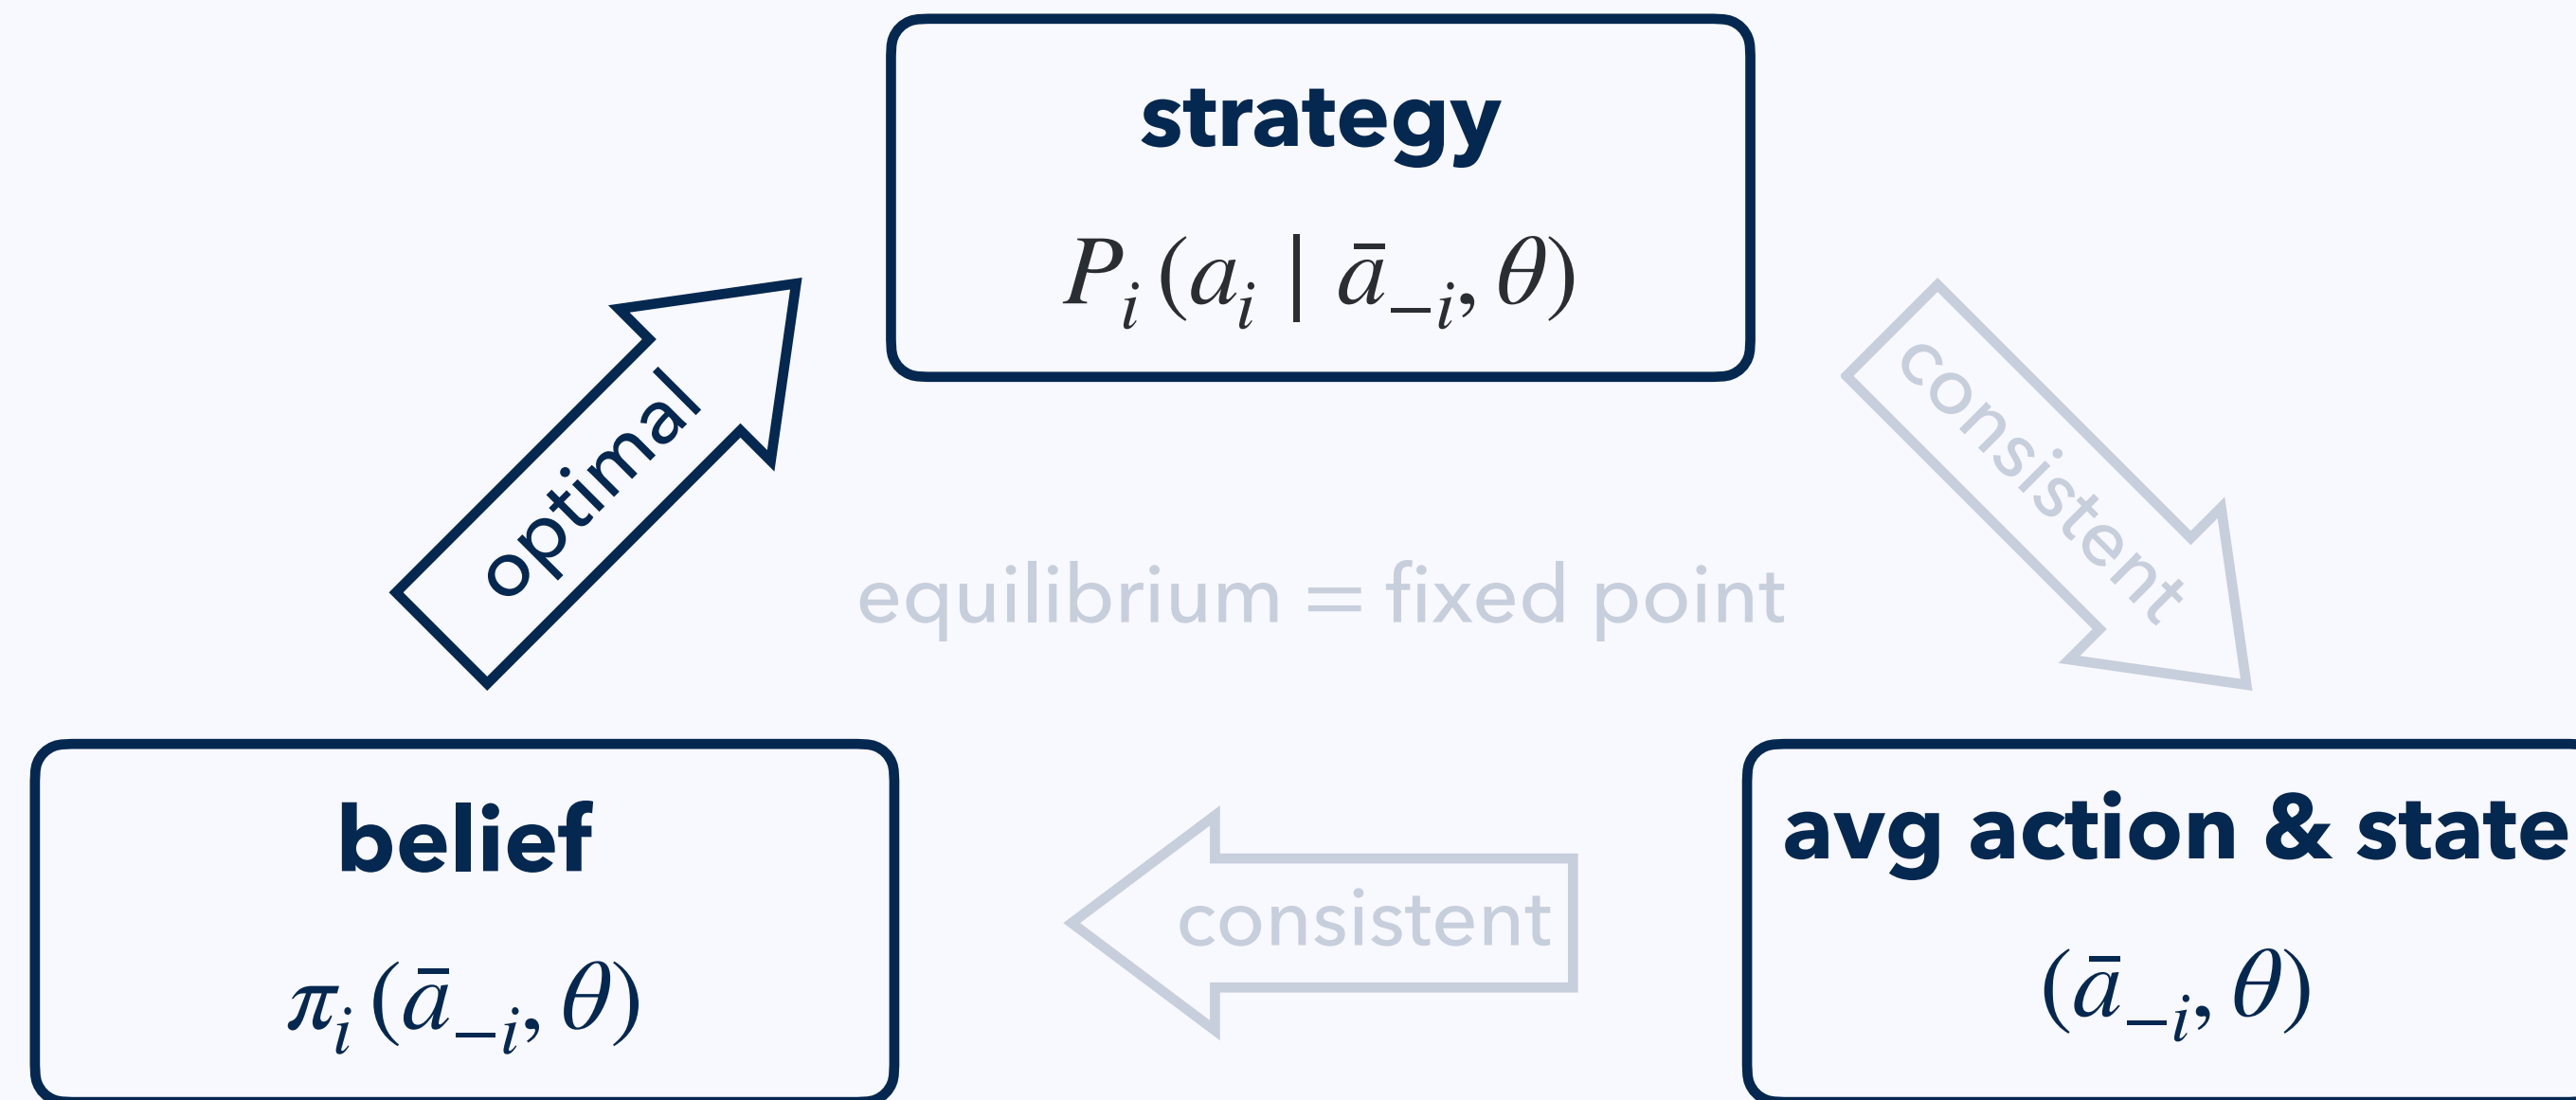 strategy
P_i (a_i | ā_{−i}, θ)
optimal
consistent
equilibrium = fixed point
belief
π_i (ā_{−i}, θ)
consistent
avg action & state
(ā_{−i}, θ)